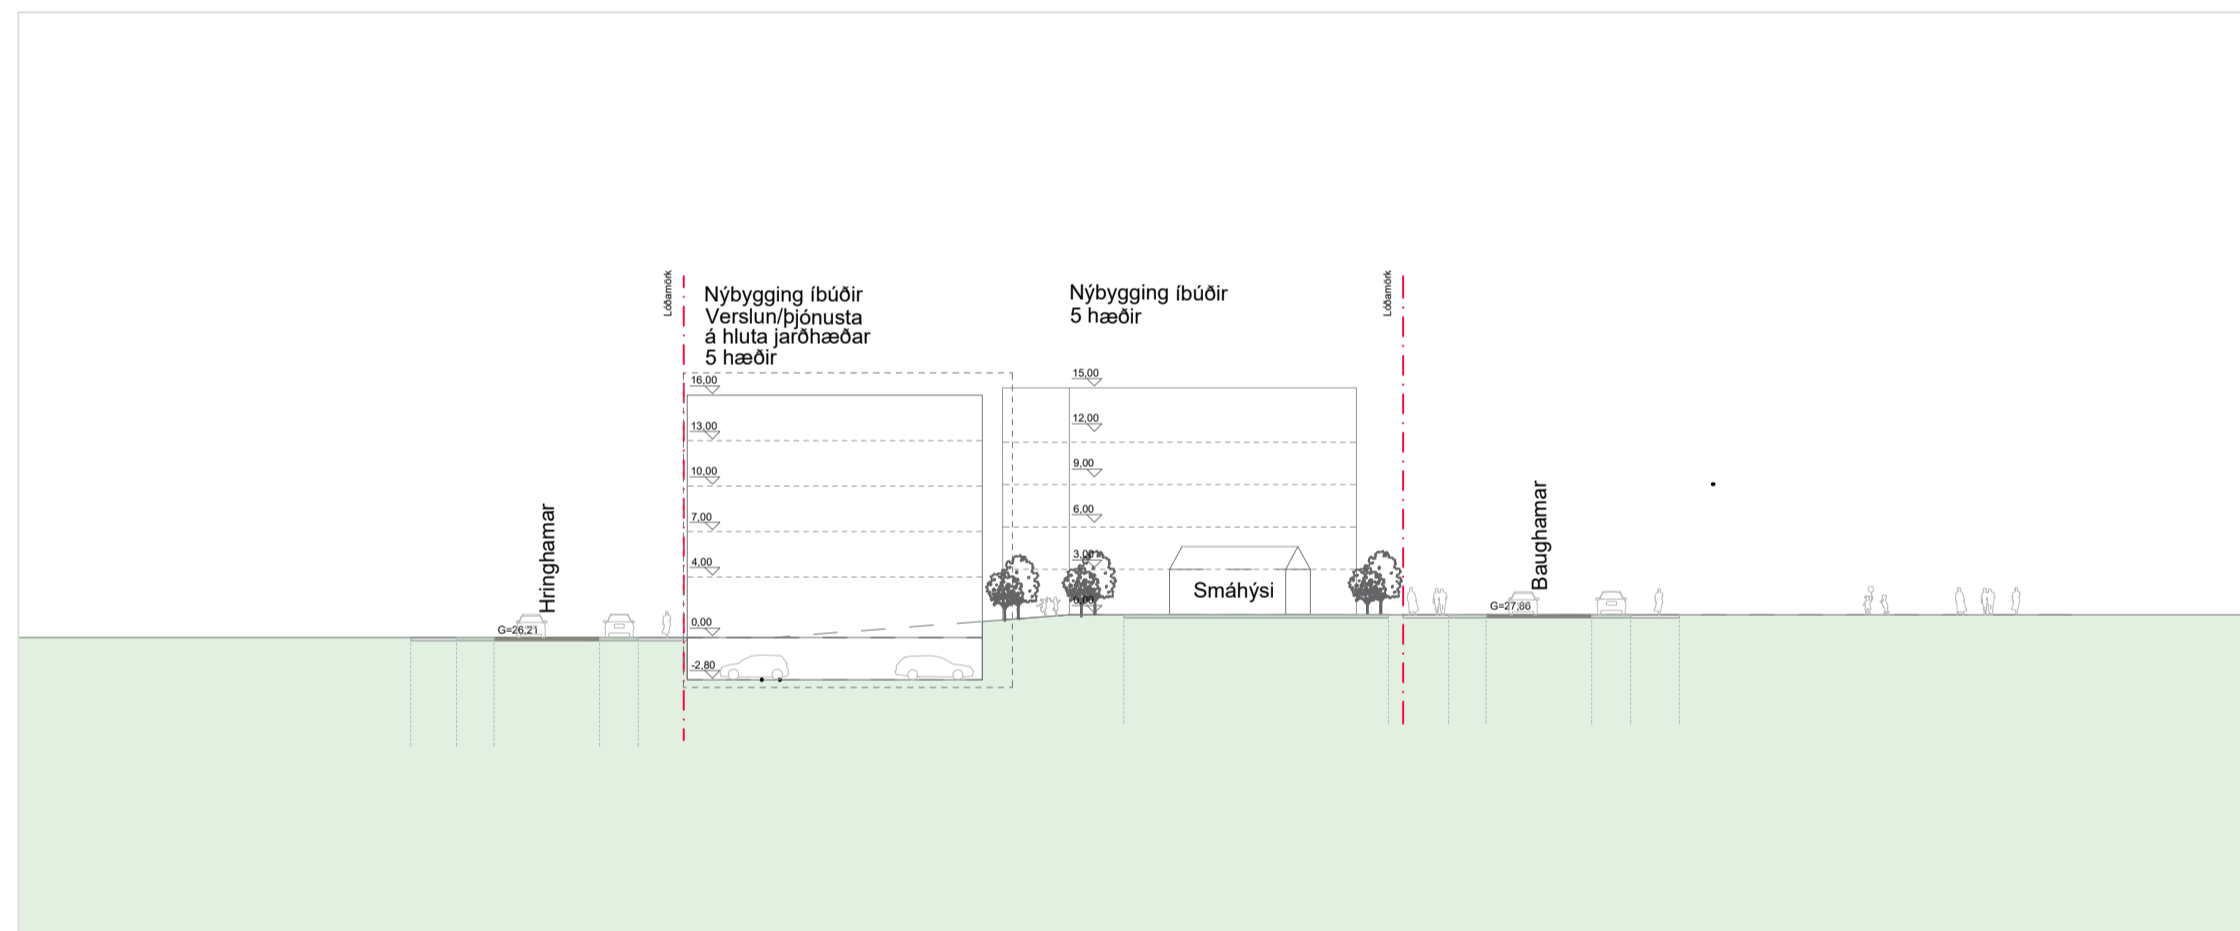 Lóðamörk
Nýbygging íbúðir
Verslun/þjónusta
á hluta jarðhæðar
5 hæðir
Nýbygging íbúðir
5 hæðir
Lóðamörk
16,00
13,00
10,00
7,00
4,00
0,00
-2,80
15,00
12,00
9,00
6,00
3,00
0,00
Hringhamar
G=26,21
Smáhýsi
Baughamar
G=27,86